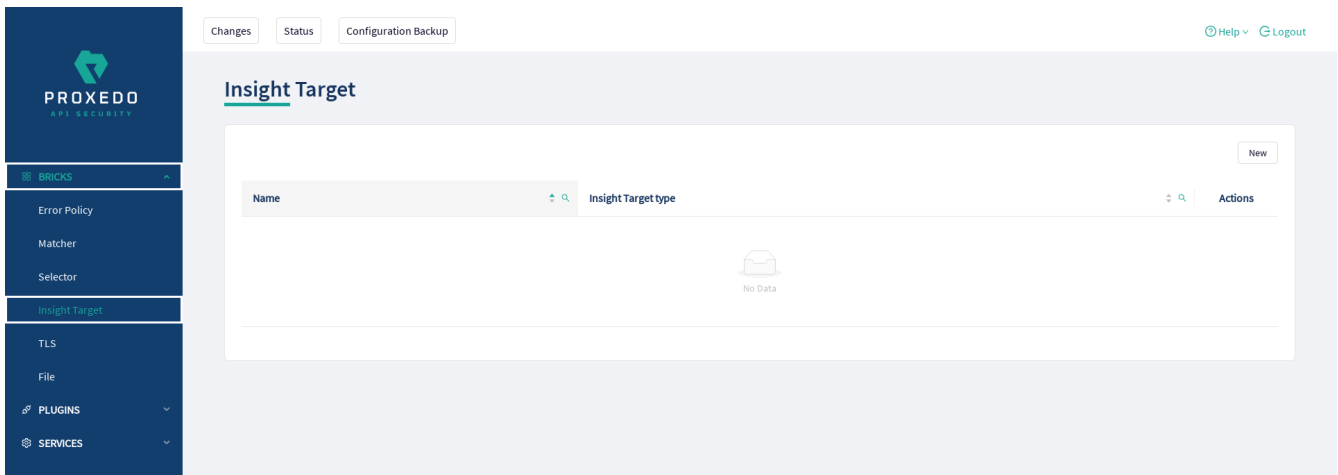 PROXEDO
API SECURITY
BRICKS
Error Policy
Matcher
Selector
Insight Target
TLS
File
PLUGINS
SERVICES
Changes Status Configuration Backup Help Logout
Insight Target
New
Name Insight Target type Actions
No Data